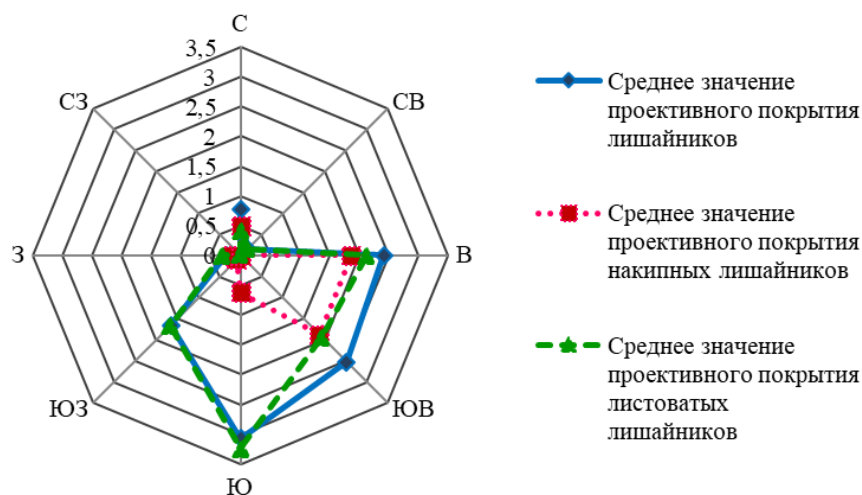 С
3,5
СЗ
СВ
3
2,5
2
1,5
1
0,5
0
З
В
ЮЗ
ЮВ
Ю
Среднее значение
проективного покрытия
лишайников
Среднее значение
проективного покрытия
накипных лишайников
Среднее значение
проективного покрытия
листоватых
лишайников